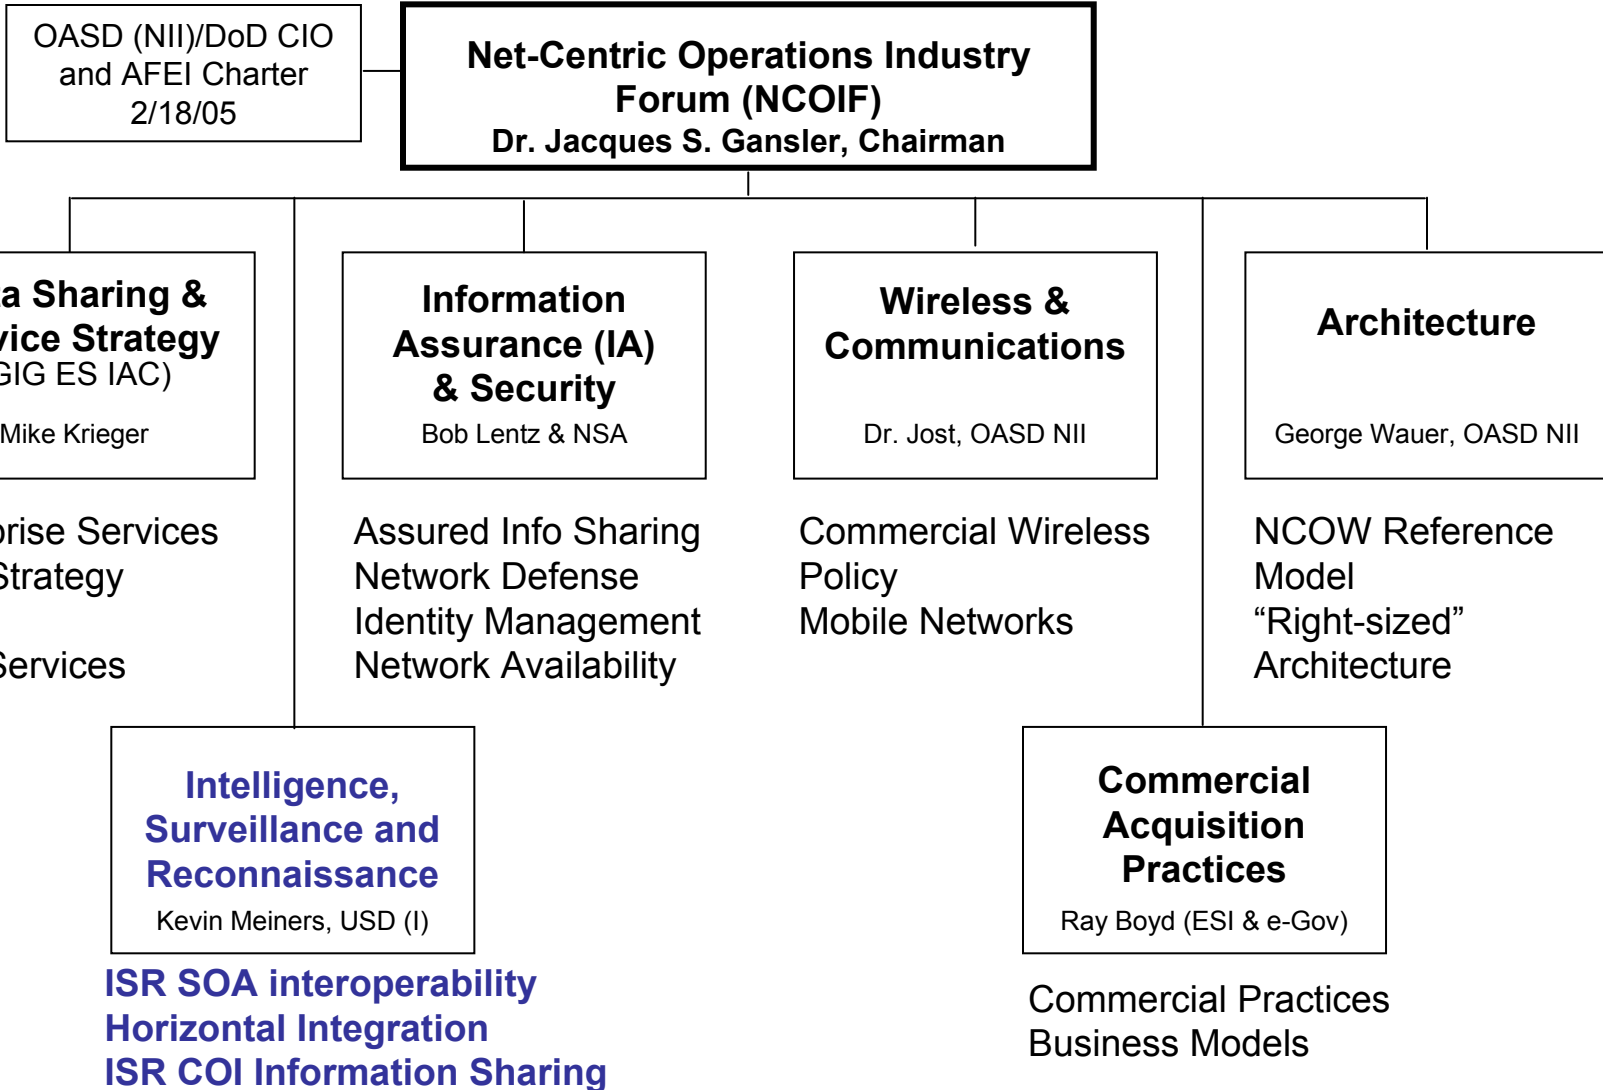 OASD (NII)/DoD CIO
and AFEI Charter
2/18/05
Net-Centric Operations Industry
Forum (NCOIF)
Dr. Jacques S. Gansler, Chairman
Sharing &
Strategy
GIG ES IAC)
Mike Krieger
Services
Strategy
Services
Information
Assurance (IA)
& Security
Bob Lentz & NSA
Assured Info Sharing
Network Defense
Identity Management
Network Availability
Wireless &
Communications
Dr. Jost, OASD NII
Commercial Wireless
Policy
Mobile Networks
Architecture
George Wauer, OASD NII
NCOW Reference
Model
“Right-sized”
Architecture
Intelligence,
Surveillance and
Reconnaissance
Kevin Meiners, USD (I)
ISR SOA interoperability
Horizontal Integration
ISR COI Information Sharing
Commercial
Acquisition
Practices
Ray Boyd (ESI & e-Gov)
Commercial Practices
Business Models